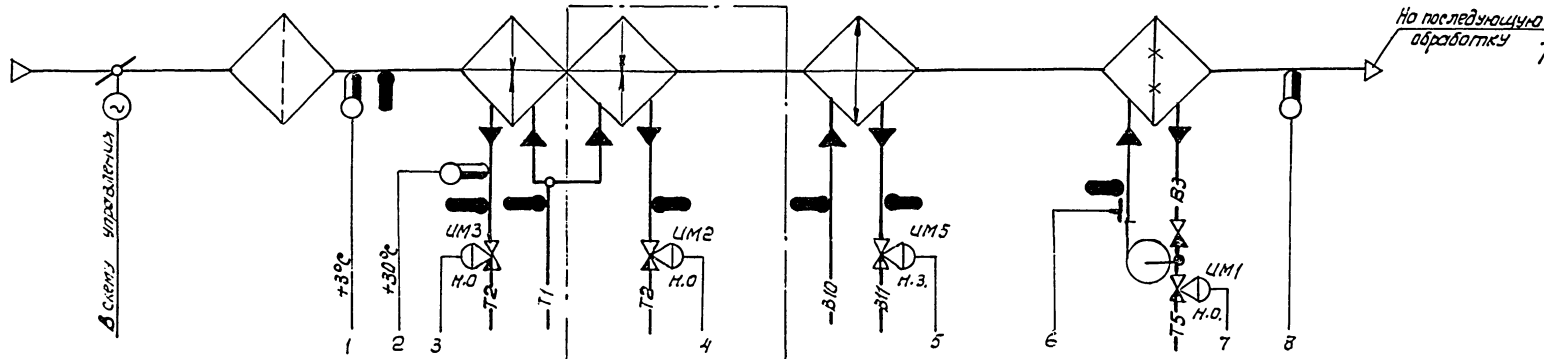 На последующую
обработку
В схему управления
+3°C
+30°C
ИМ3
Н.О
Т2
Т1
ИМ2
Н.О
Т2
В10
В11
ИМ5
Н.З.
В3
ИМ1
Н.О.
Т5
1
2
3
4
5
6
7
8